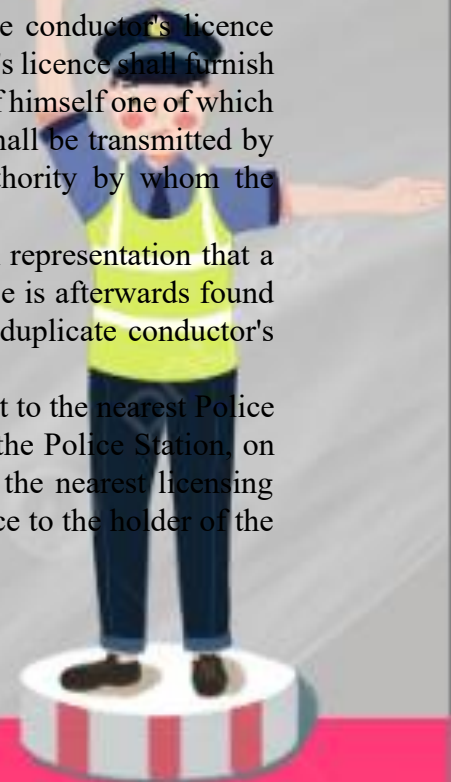 e conductor's licence
's licence shall furnish
f himself one of which
hall be transmitted by
thority by whom the
representation that a
e is afterwards found
duplicate conductor's
t to the nearest Police
the Police Station, on
the nearest licensing
ce to the holder of the